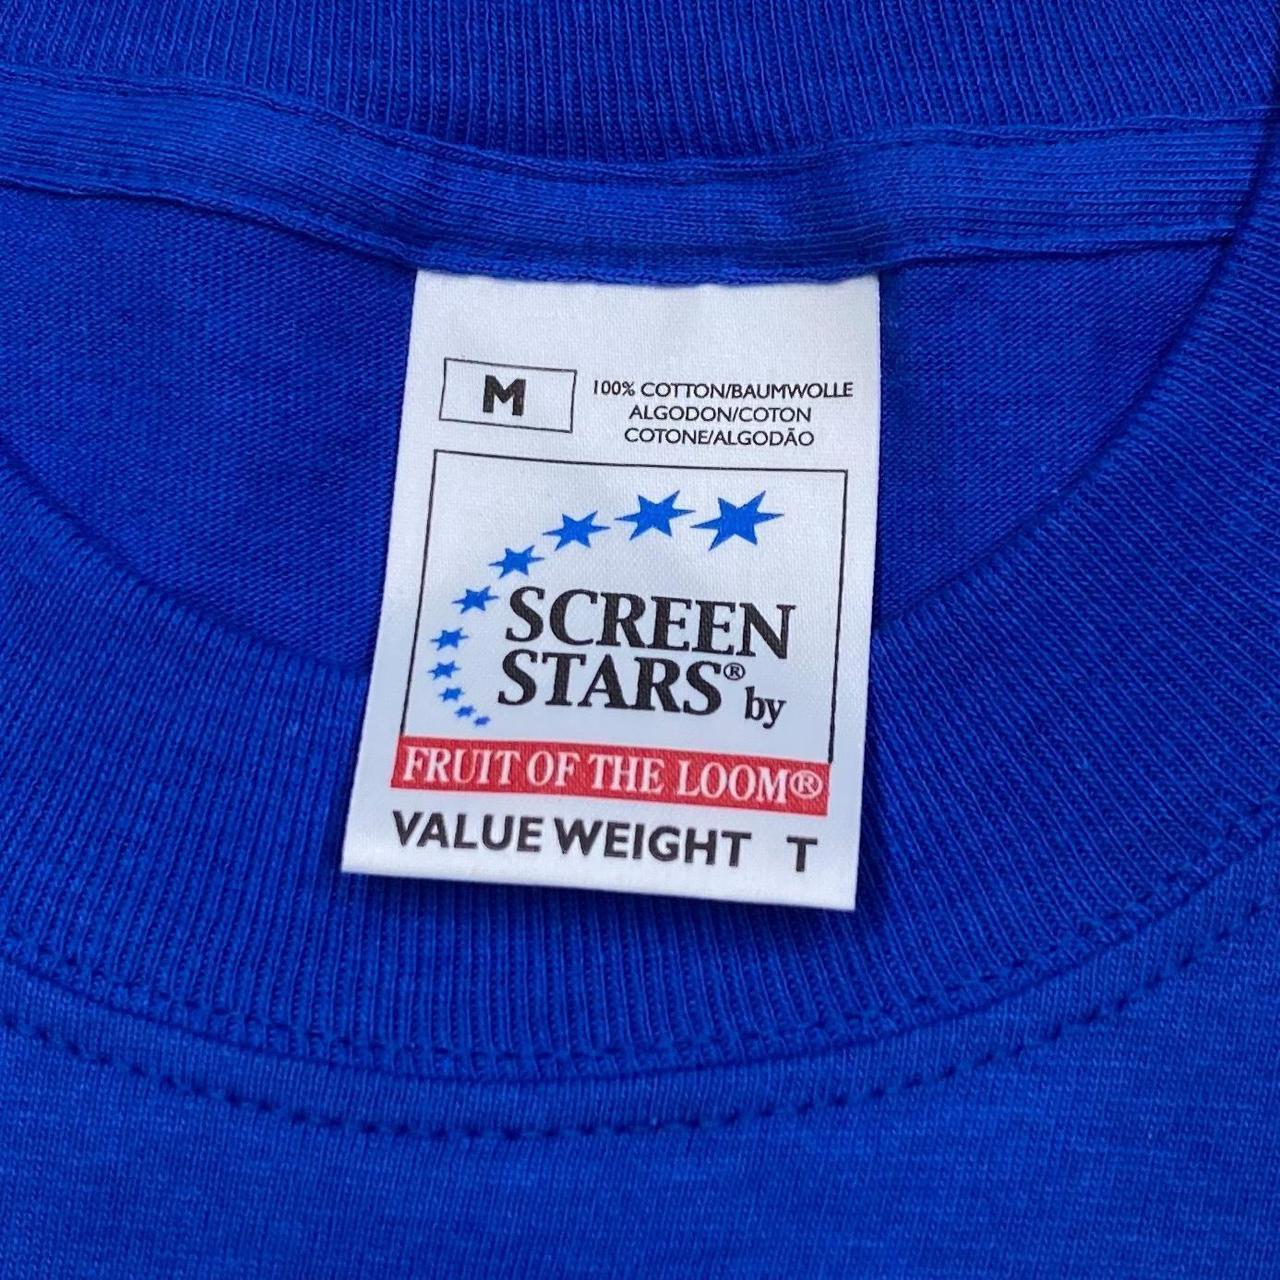 M
100% COTTON/BAUMWOLLE
ALGODON/COTON
COTONE/ALGODÃO
SCREEN
STARS® by
FRUIT OF THE LOOM®
VALUE WEIGHT T